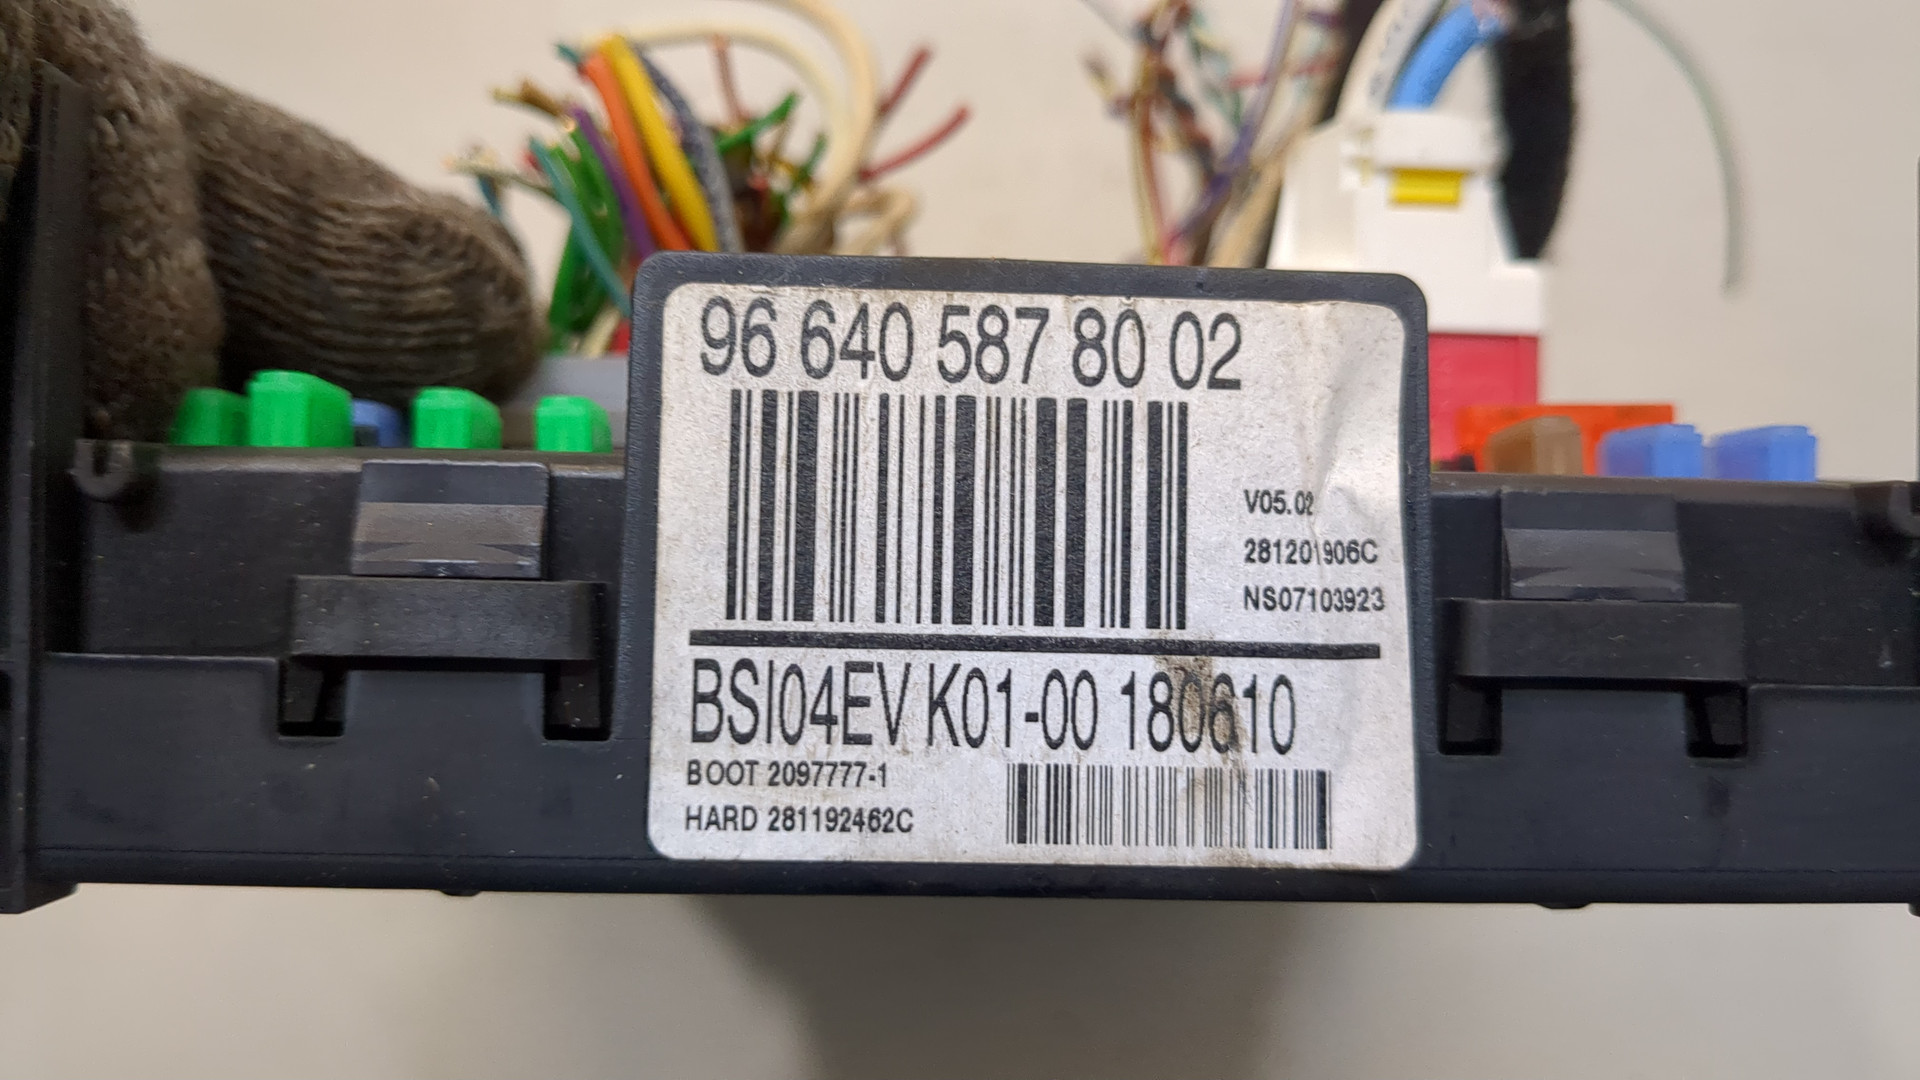 96 640 587 80 02
V05.02
281201906C
NS07103923
BSI04EV K01-00 180610
BOOT 2097777-1
HARD 281192462C